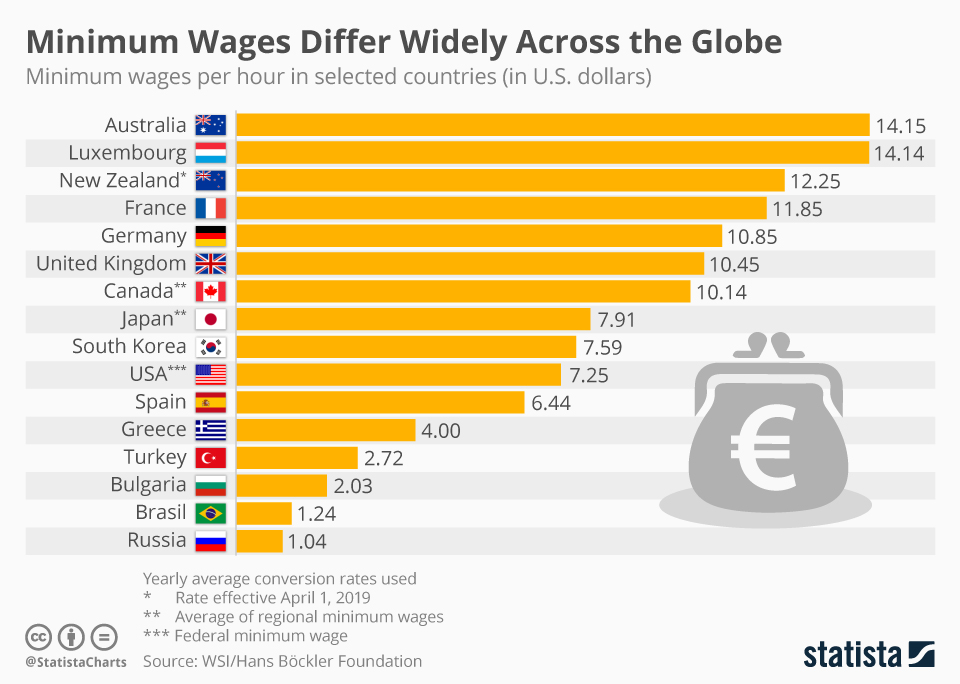 Minimum Wages Differ Widely Across the Globe
Minimum wages per hour in selected countries (in U.S. dollars)
Australia 14.15
Luxembourg 14.14
New Zealand* 12.25
France 11.85
Germany 10.85
United Kingdom 10.45
Canada** 10.14
Japan** 7.91
South Korea 7.59
USA*** 7.25
Spain 6.44
Greece 4.00
Turkey 2.72
Bulgaria 2.03
Brasil 1.24
Russia 1.04
€
Yearly average conversion rates used
* Rate effective April 1, 2019
** Average of regional minimum wages
*** Federal minimum wage
cc
@StatistaCharts Source: WSI/Hans Böckler Foundation
statista